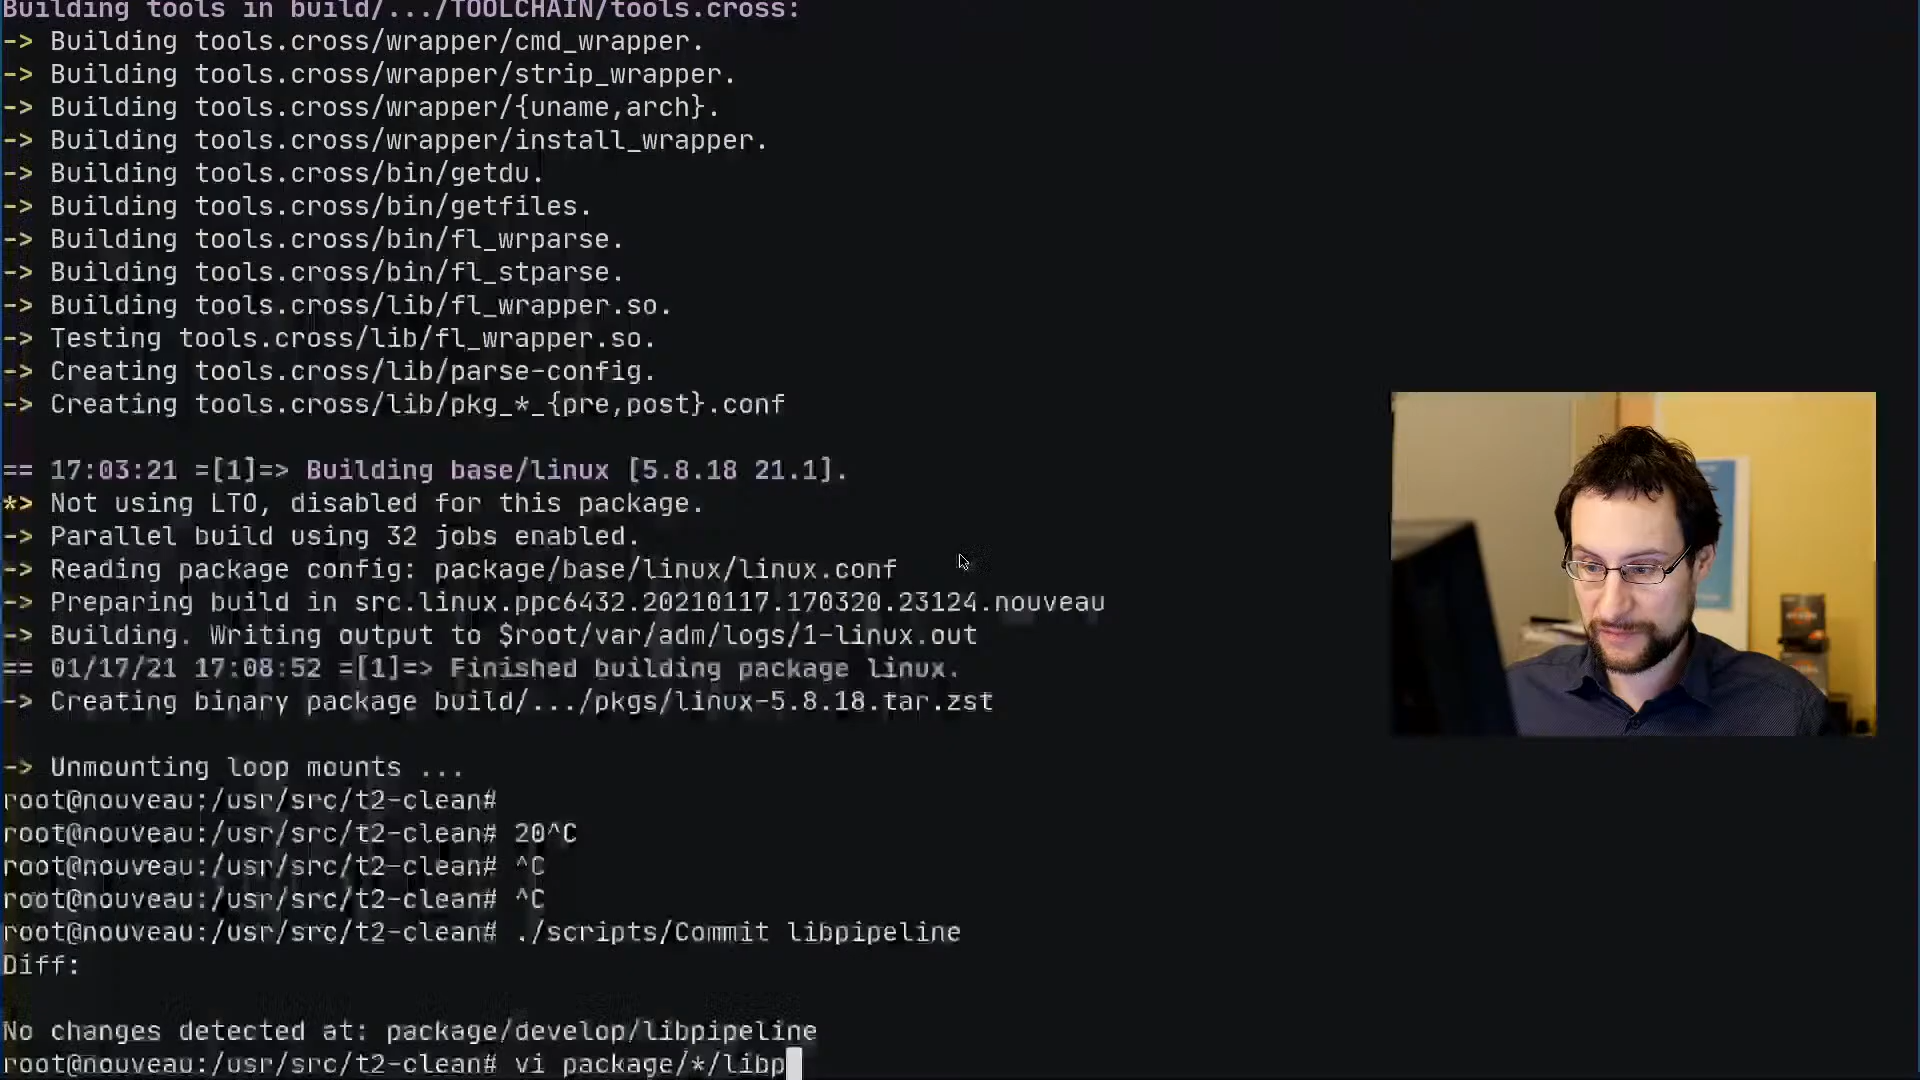 Building tools in build/.../TOOLCHAIN/tools.cross:
-> Building tools.cross/wrapper/cmd_wrapper.
-> Building tools.cross/wrapper/strip_wrapper.
-> Building tools.cross/wrapper/{uname,arch}.
-> Building tools.cross/wrapper/install_wrapper.
-> Building tools.cross/bin/getdu.
-> Building tools.cross/bin/getfiles.
-> Building tools.cross/bin/fl_wrparse.
-> Building tools.cross/bin/fl_stparse.
-> Building tools.cross/lib/fl_wrapper.so.
-> Testing tools.cross/lib/fl_wrapper.so.
-> Creating tools.cross/lib/parse-config.
-> Creating tools.cross/lib/pkg_*_{pre,post}.conf
== 17:03:21 =[1]=> Building base/linux [5.8.18 21.1].
*> Not using LTO, disabled for this package.
-> Parallel build using 32 jobs enabled.
-> Reading package config: package/base/linux/linux.conf
-> Preparing build in src.linux.ppc6432.20210117.170320.23124.nouveau
-> Building. Writing output to $root/var/adm/logs/1-linux.out
== 01/17/21 17:08:52 =[1]=> Finished building package linux.
-> Creating binary package build/.../pkgs/linux-5.8.18.tar.zst
-> Unmounting loop mounts ...
root@nouveau:/usr/src/t2-clean#
root@nouveau:/usr/src/t2-clean# 20^C
root@nouveau:/usr/src/t2-clean# ^C
root@nouveau:/usr/src/t2-clean# ^C
root@nouveau:/usr/src/t2-clean# ./scripts/Commit libpipeline
Diff:
No changes detected at: package/develop/libpipeline
root@nouveau:/usr/src/t2-clean# vi package/*/libp